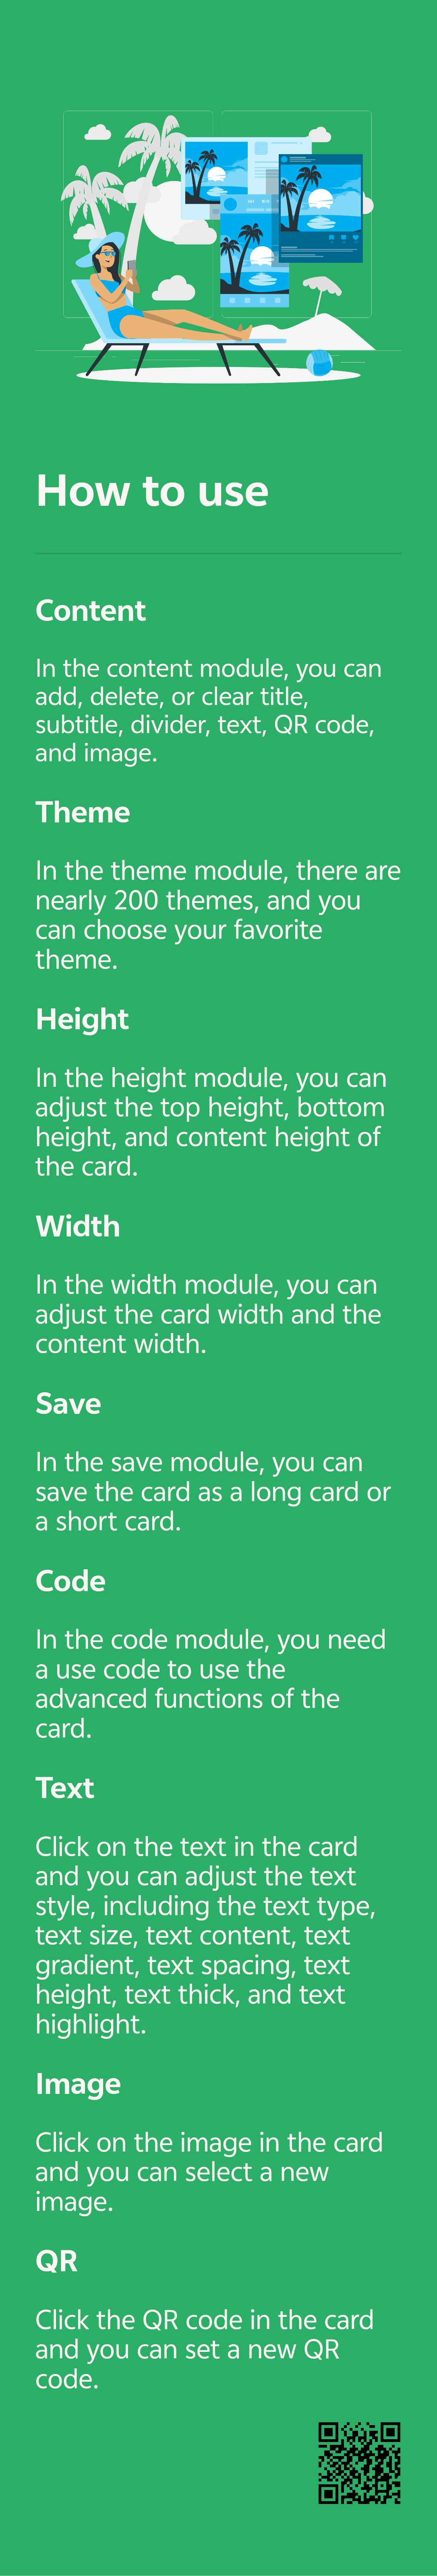 How to use
Content
In the content module, you can
add, delete, or clear title,
subtitle, divider, text, QR code,
and image.
Theme
In the theme module, there are
nearly 200 themes, and you
can choose your favorite
theme.
Height
In the height module, you can
adjust the top height, bottom
height, and content height of
the card.
Width
In the width module, you can
adjust the card width and the
content width.
Save
In the save module, you can
save the card as a long card or
a short card.
Code
In the code module, you need
a use code to use the
advanced functions of the
card.
Text
Click on the text in the card
and you can adjust the text
style, including the text type,
text size, text content, text
gradient, text spacing, text
height, text thick, and text
highlight.
Image
Click on the image in the card
and you can select a new
image.
QR
Click the QR code in the card
and you can set a new QR
code.